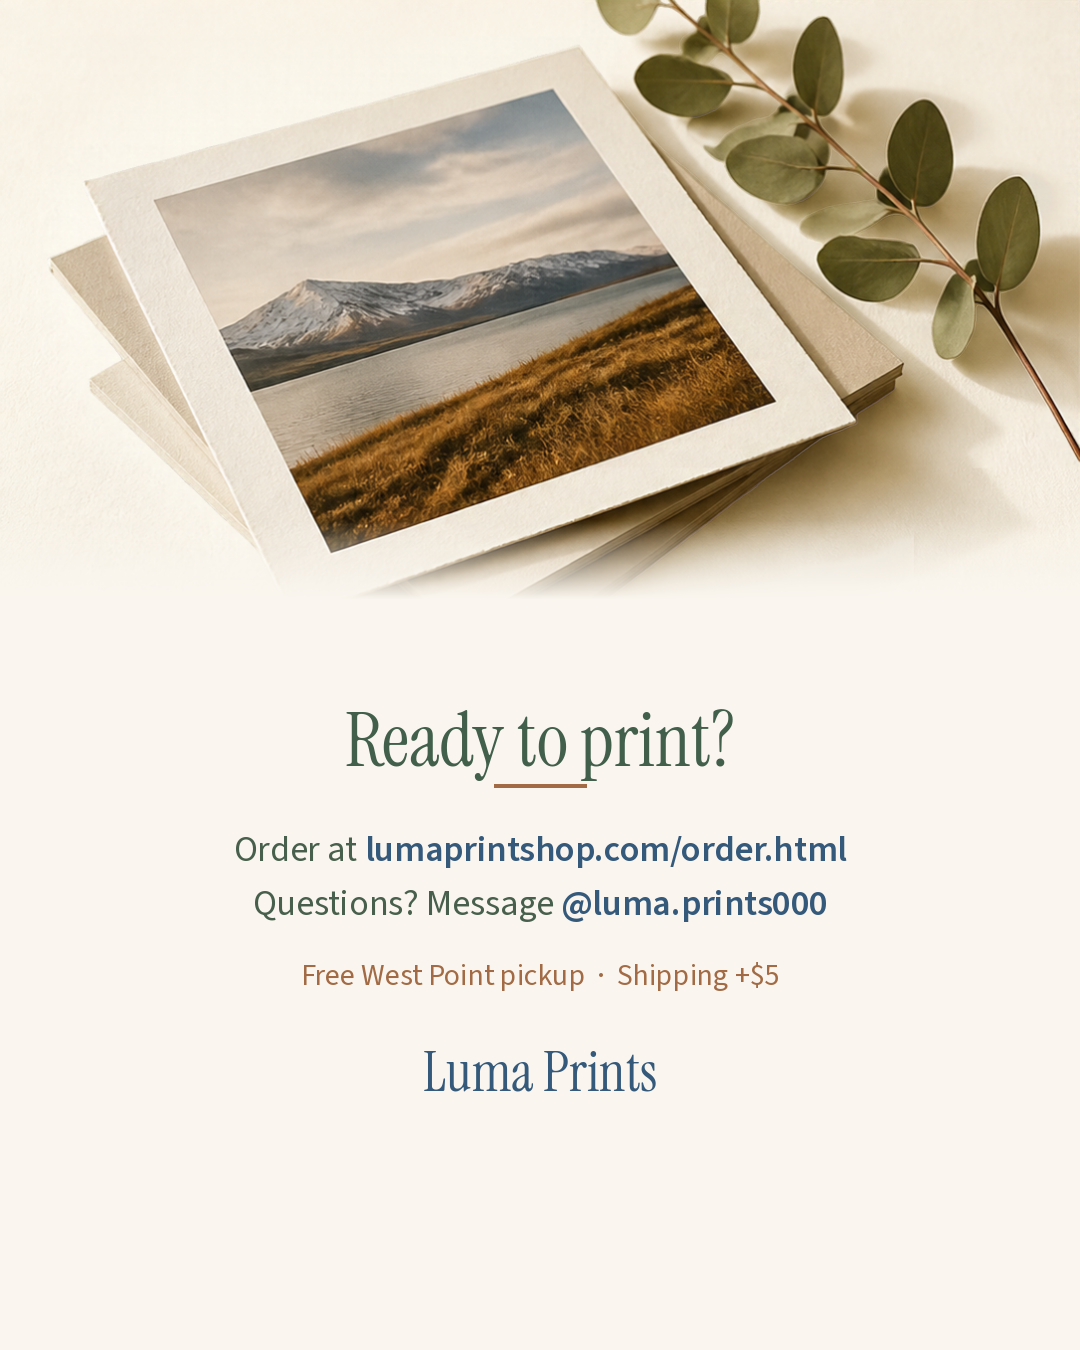 Ready to print?
Order at lumaprintshop.com/order.html
Questions? Message @luma.prints000
Free West Point pickup · Shipping +$5
Luma Prints